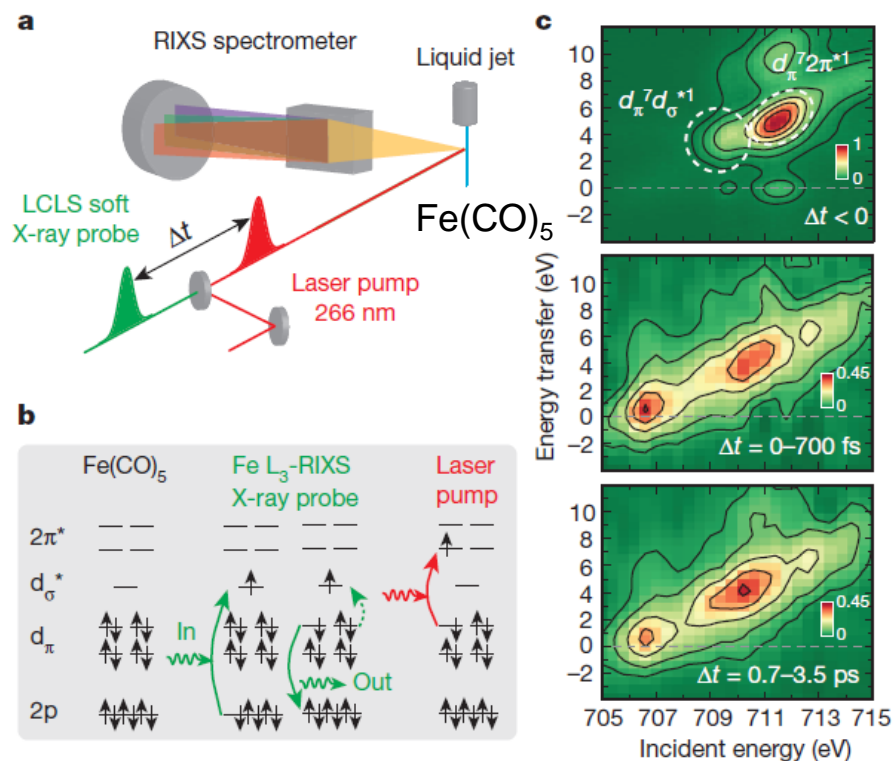 a
RIXS spectrometer
Liquid jet
LCLS soft
X-ray probe
Δt
Fe(CO)5
Laser pump
266 nm
b
Fe(CO)5
Fe L3-RIXS
X-ray probe
Laser
pump
2π*
dσ*
In
dπ
Out
2p
c
10
8
6
4
2
0
−2
dπ7 2π*1
dπ7 dσ*1
1
0
Δt < 0
Energy transfer (eV)
10
8
6
4
2
0
−2
0.45
0
Δt = 0–700 fs
10
8
6
4
2
0
−2
0.45
0
Δt = 0.7–3.5 ps
705 707 709 711 713 715
Incident energy (eV)